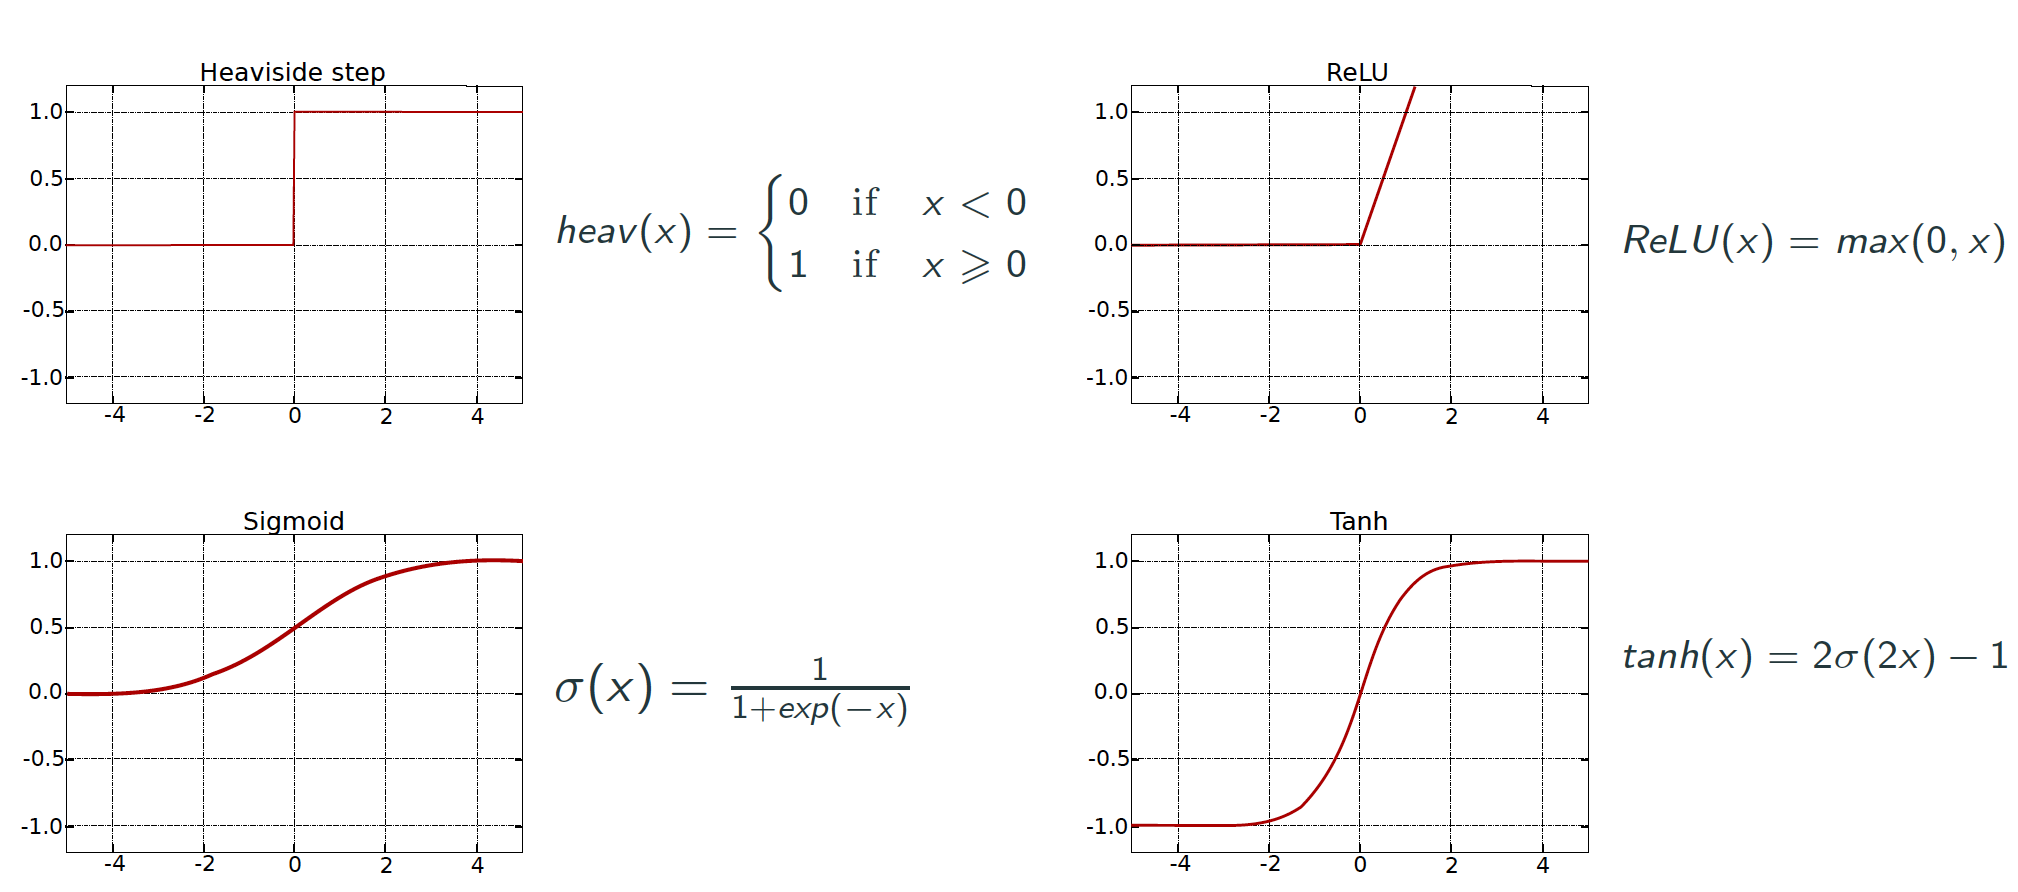 Heaviside step
1.0
0.5
0.0
-0.5
-1.0
-4 -2 0 2 4
heav(x) = {0 if x < 0
1 if x ⩾ 0
ReLU
1.0
0.5
0.0
-0.5
-1.0
-4 -2 0 2 4
ReLU(x) = max(0, x)
Sigmoid
1.0
0.5
0.0
-0.5
-1.0
-4 -2 0 2 4
σ(x) = 1 / 1+exp(−x)
Tanh
1.0
0.5
0.0
-0.5
-1.0
-4 -2 0 2 4
tanh(x) = 2σ(2x) − 1